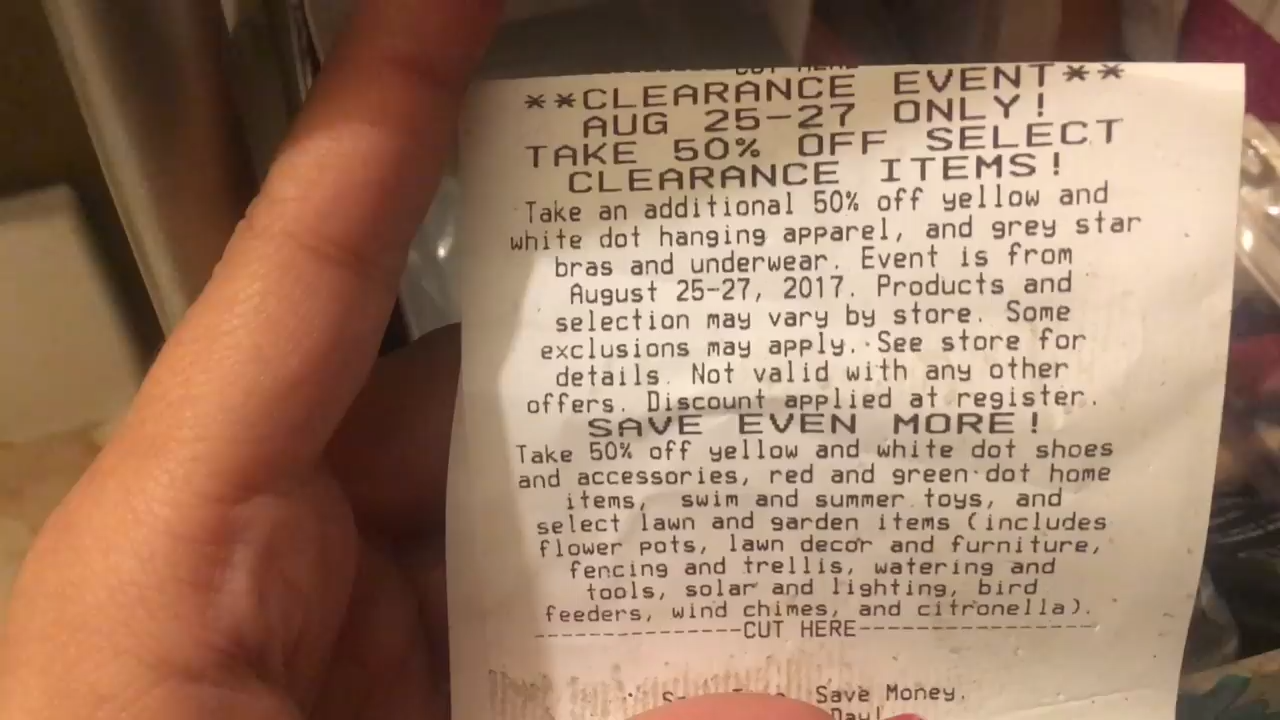 CUT HERE
**CLEARANCE EVENT**
AUG 25-27 ONLY!
TAKE 50% OFF SELECT
CLEARANCE ITEMS!
Take an additional 50% off yellow and
white dot hanging apparel, and grey star
bras and underwear. Event is from
August 25-27, 2017. Products and
selection may vary by store. Some
exclusions may apply. See store for
details. Not valid with any other
offers. Discount applied at register.
SAVE EVEN MORE!
Take 50% off yellow and white dot shoes
and accessories, red and green dot home
items, swim and summer toys, and
select lawn and garden items (includes
flower pots, lawn decor and furniture,
fencing and trellis, watering and
tools, solar and lighting, bird
feeders, wind chimes, and citronella).
---------------CUT HERE-----------------
Save Money.
Day!